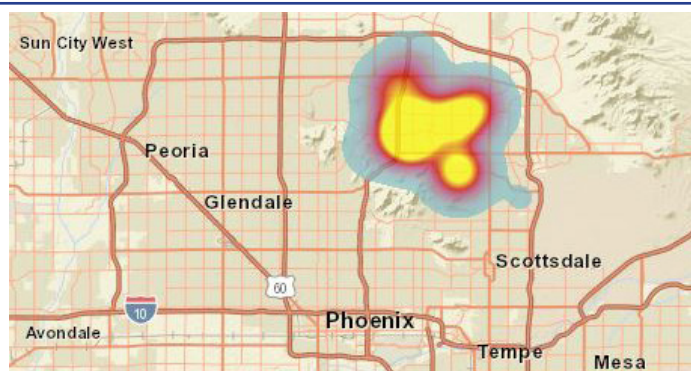 Sun City West
Peoria
Glendale
Scottsdale
60
10
Phoenix
Avondale
Tempe
Mesa